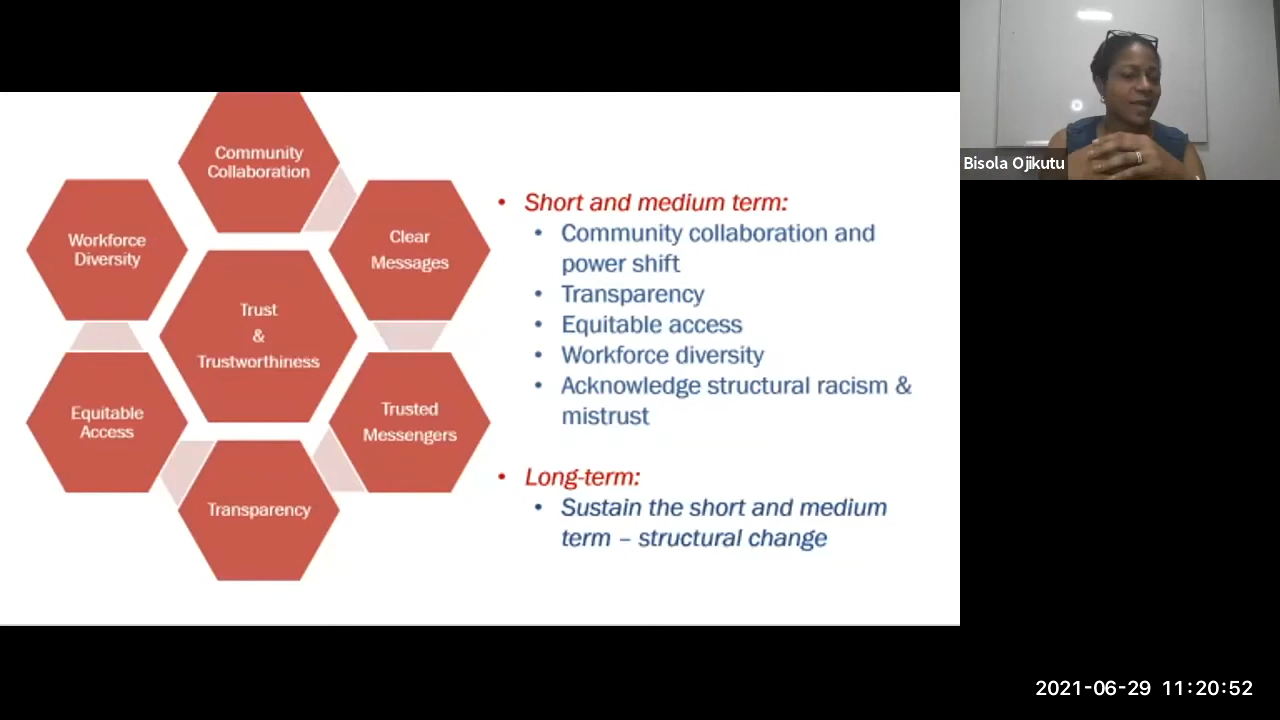 Community
Collaboration
Workforce
Diversity
Clear
Messages
Trust
&
Trustworthiness
Equitable
Access
Trusted
Messengers
Transparency
• Short and medium term:
• Community collaboration and
power shift
• Transparency
• Equitable access
• Workforce diversity
• Acknowledge structural racism &
mistrust
• Long-term:
• Sustain the short and medium
term – structural change
Bisola Ojikutu
2021-06-29 11:20:52